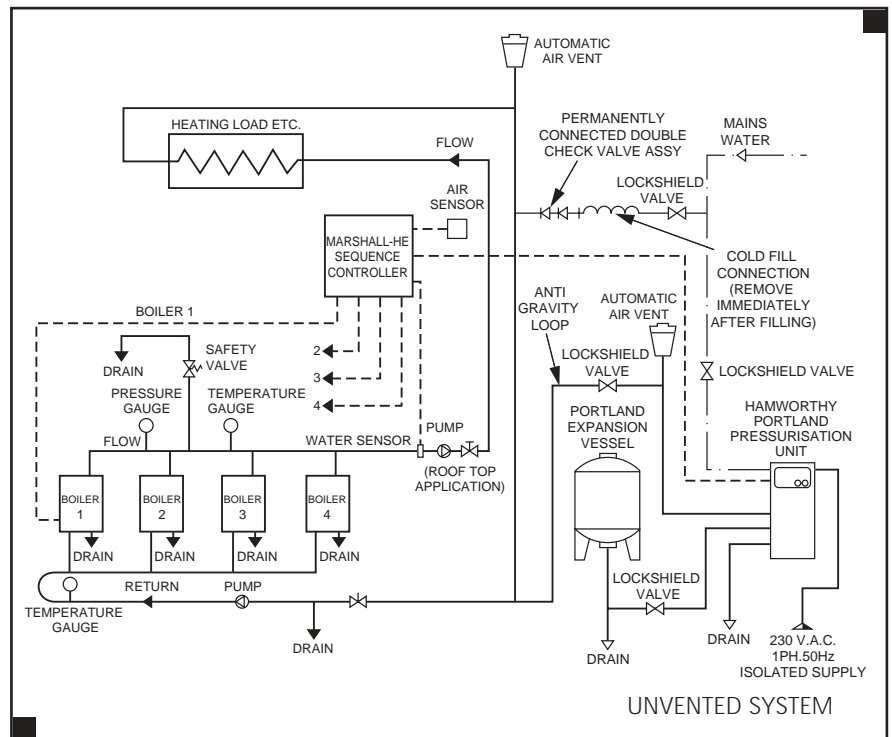 AUTOMATIC
AIR VENT
HEATING LOAD ETC.
FLOW
PERMANENTLY
CONNECTED DOUBLE
CHECK VALVE ASSY
MAINS
WATER
LOCKSHIELD
VALVE
AIR
SENSOR
MARSHALL-HE
SEQUENCE
CONTROLLER
COLD FILL
CONNECTION
(REMOVE
IMMEDIATELY
AFTER FILLING)
BOILER 1
2
3
4
ANTI
GRAVITY
LOOP
AUTOMATIC
AIR VENT
LOCKSHIELD
VALVE
LOCKSHIELD VALVE
DRAIN
SAFETY
VALVE
PRESSURE
GAUGE
TEMPERATURE
GAUGE
FLOW
WATER SENSOR
PUMP
(ROOF TOP
APPLICATION)
PORTLAND
EXPANSION
VESSEL
HAMWORTHY
PORTLAND
PRESSURISATION
UNIT
BOILER
1
BOILER
2
BOILER
3
BOILER
4
DRAIN
DRAIN
DRAIN
DRAIN
RETURN
PUMP
TEMPERATURE
GAUGE
DRAIN
LOCKSHIELD
VALVE
DRAIN
DRAIN
230 V.A.C.
1PH.50Hz
ISOLATED SUPPLY
UNVENTED SYSTEM